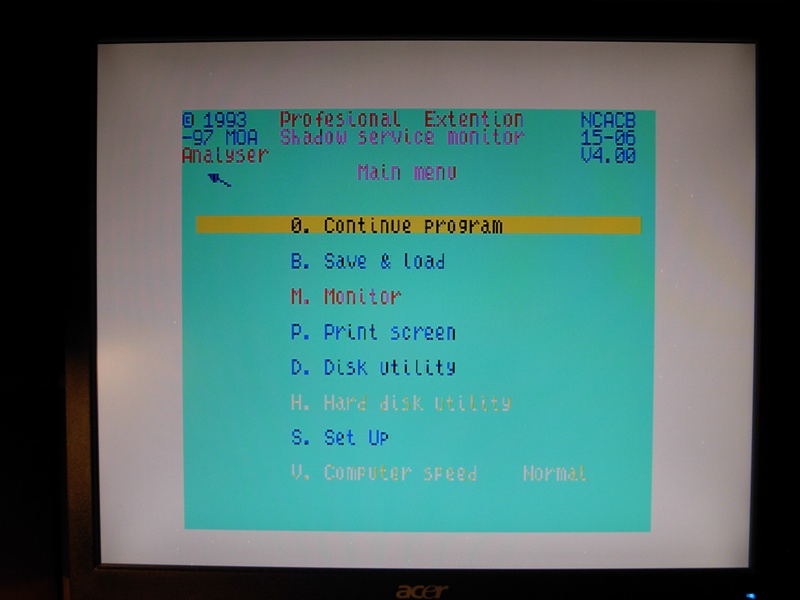 © 1993 Profesional Extention NCACB
-97 MOA Shadow service monitor 15-06
Analyser V4.00
Main menu
0. Continue program
B. Save & load
M. Monitor
P. Print screen
D. Disk utility
H. Hard disk utility
S. Set Up
V. Computer speed Normal
acer